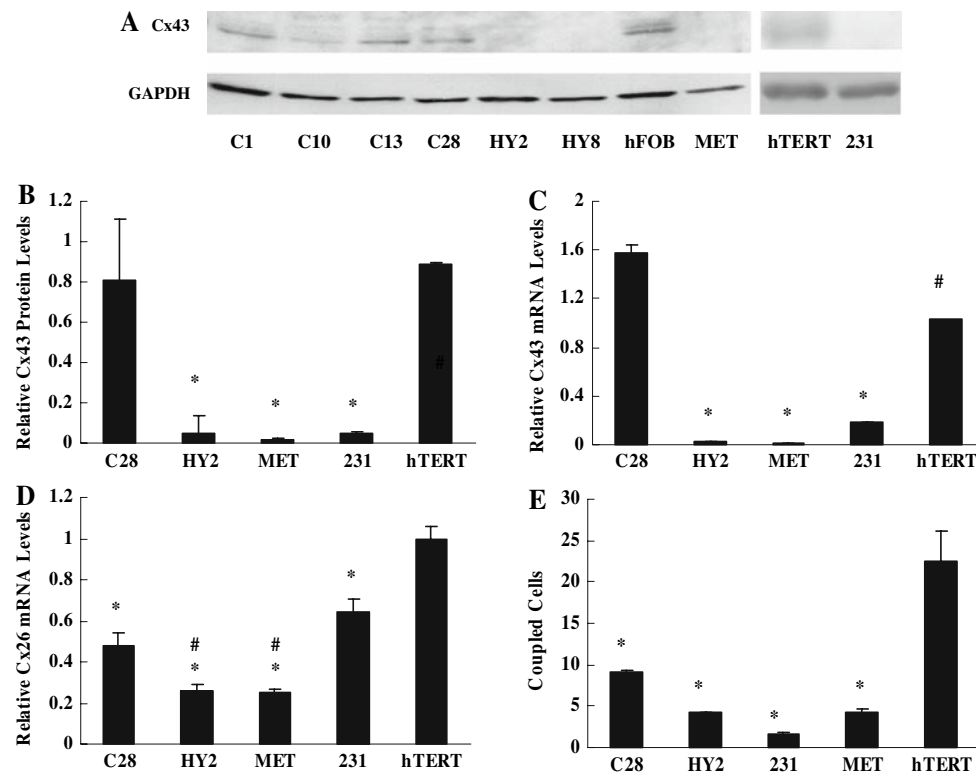 A
Cx43
GAPDH
C1 C10 C13 C28 HY2 HY8 hFOB MET hTERT 231
B
Relative Cx43 Protein Levels
1.2
1
0.8
0.6
0.4
0.2
0
* * * #
C28 HY2 MET 231 hTERT
C
Relative Cx43 mRNA Levels
2
1.6
1.2
0.8
0.4
0
* * * #
C28 HY2 MET 231 hTERT
D
Relative Cx26 mRNA Levels
1.2
1
0.8
0.6
0.4
0.2
0
# #
* * * *
C28 HY2 MET 231 hTERT
E
Coupled Cells
30
25
20
15
10
5
0
* * * *
C28 HY2 231 MET hTERT